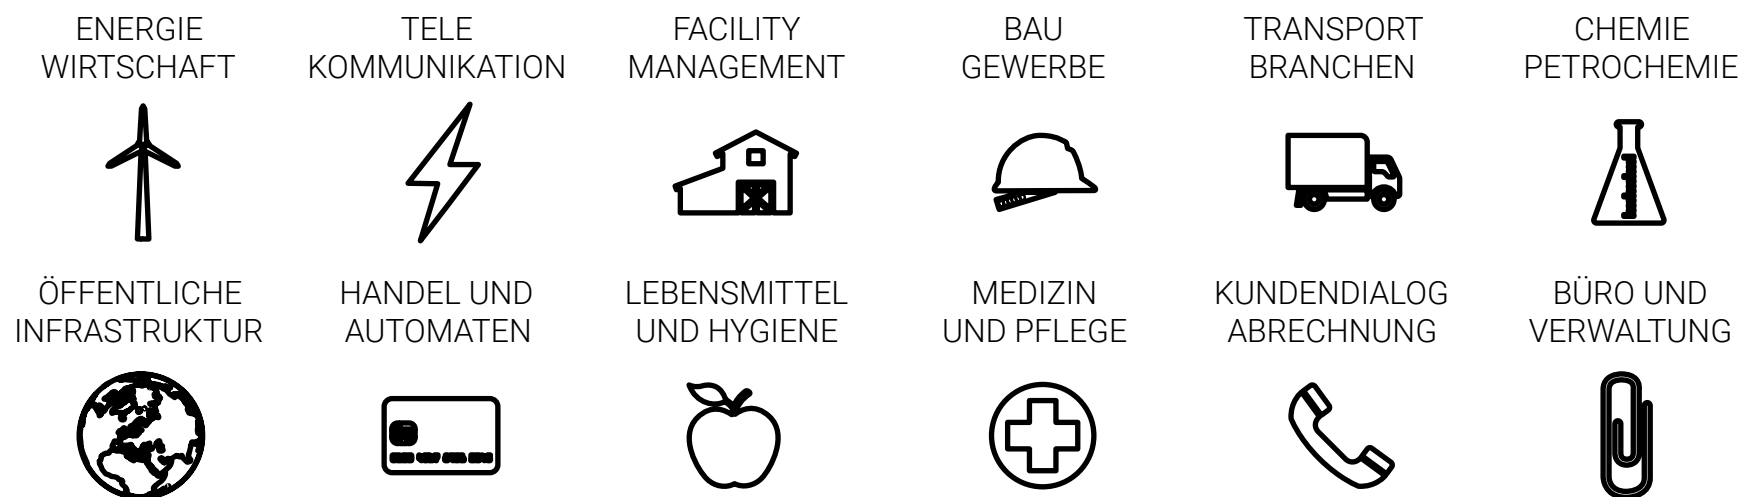 ENERGIE
WIRTSCHAFT
TELE
KOMMUNIKATION
FACILITY
MANAGEMENT
BAU
GEWERBE
TRANSPORT
BRANCHEN
CHEMIE
PETROCHEMIE
ÖFFENTLICHE
INFRASTRUKTUR
HANDEL UND
AUTOMATEN
LEBENSMITTEL
UND HYGIENE
MEDIZIN
UND PFLEGE
KUNDENDIALOG
ABRECHNUNG
BÜRO UND
VERWALTUNG